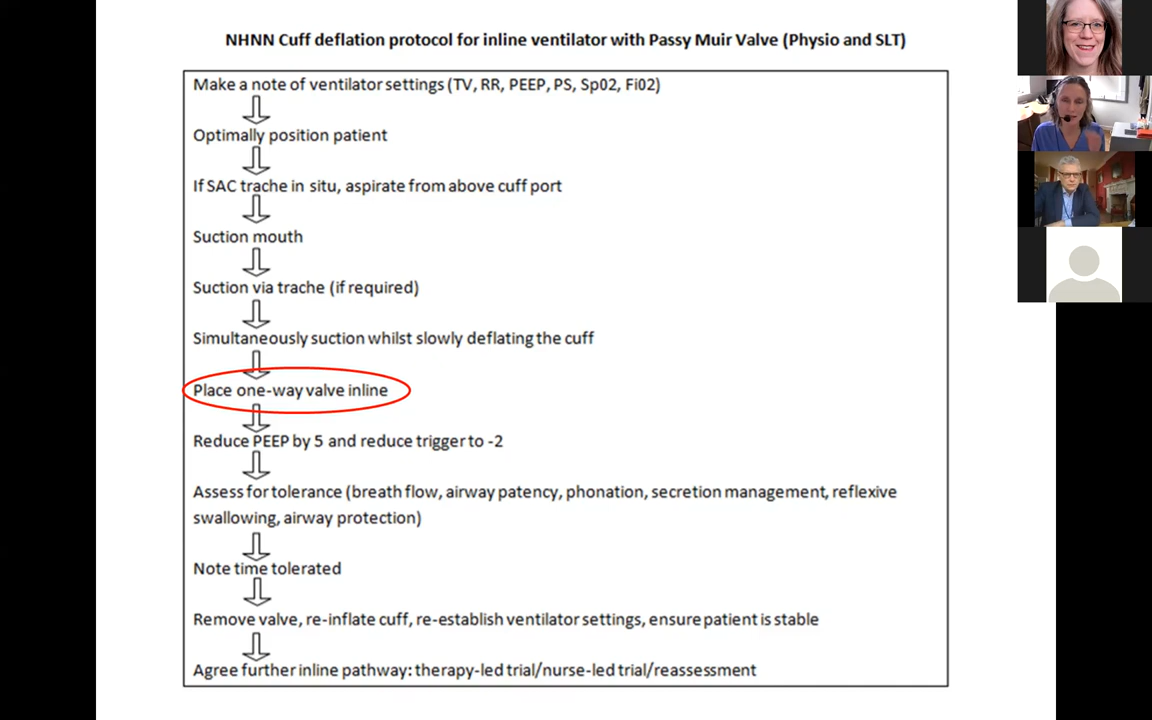 NHNN Cuff deflation protocol for inline ventilator with Passy Muir Valve (Physio and SLT)
Make a note of ventilator settings (TV, RR, PEEP, PS, Sp02, Fi02)
Optimally position patient
If SAC trache in situ, aspirate from above cuff port
Suction mouth
Suction via trache (if required)
Simultaneously suction whilst slowly deflating the cuff
Place one-way valve inline
Reduce PEEP by 5 and reduce trigger to -2
Assess for tolerance (breath flow, airway patency, phonation, secretion management, reflexive
swallowing, airway protection)
Note time tolerated
Remove valve, re-inflate cuff, re-establish ventilator settings, ensure patient is stable
Agree further inline pathway: therapy-led trial/nurse-led trial/reassessment